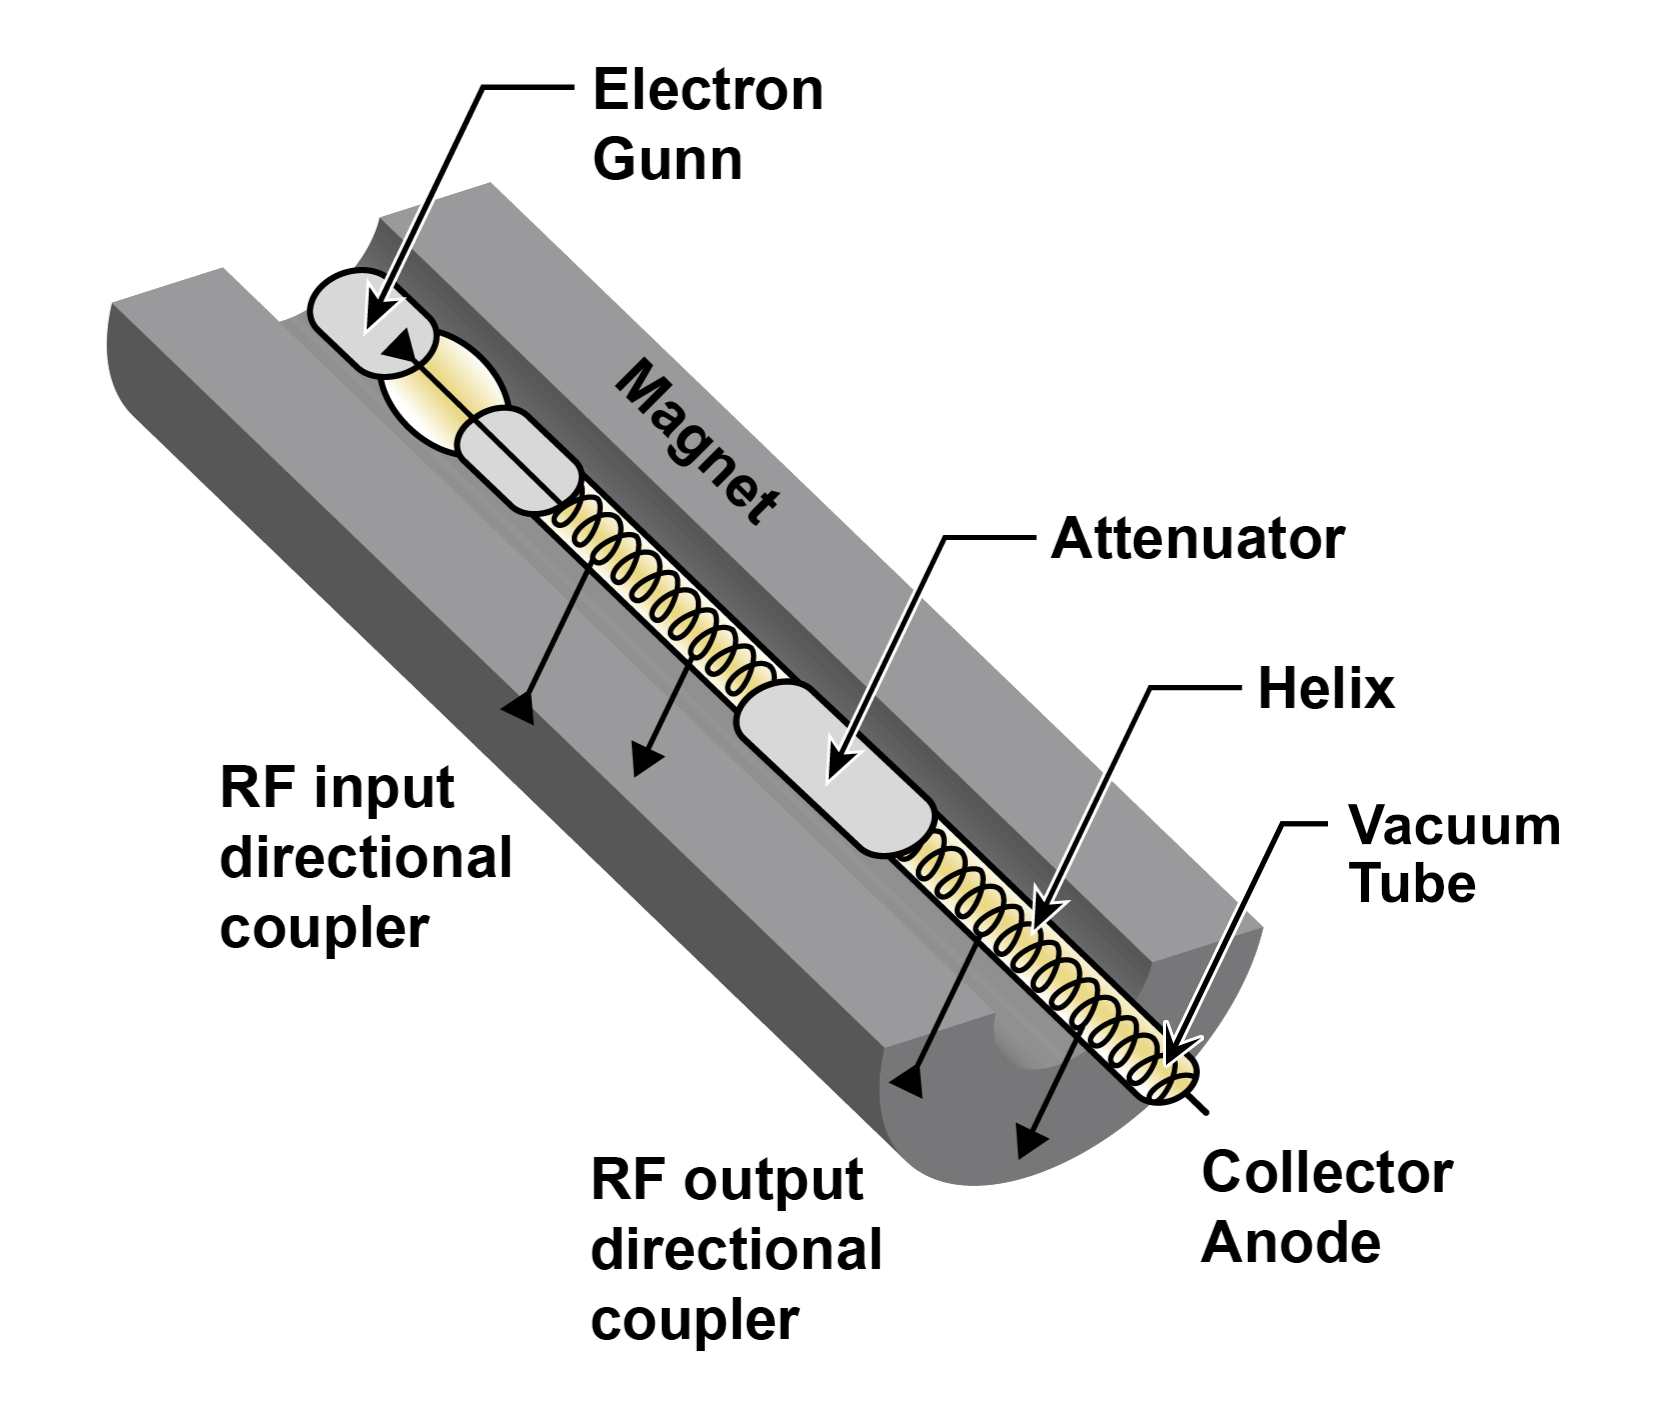 Electron
Gunn
Magnet
Attenuator
Helix
Vacuum
Tube
RF input
directional
coupler
RF output
directional
coupler
Collector
Anode